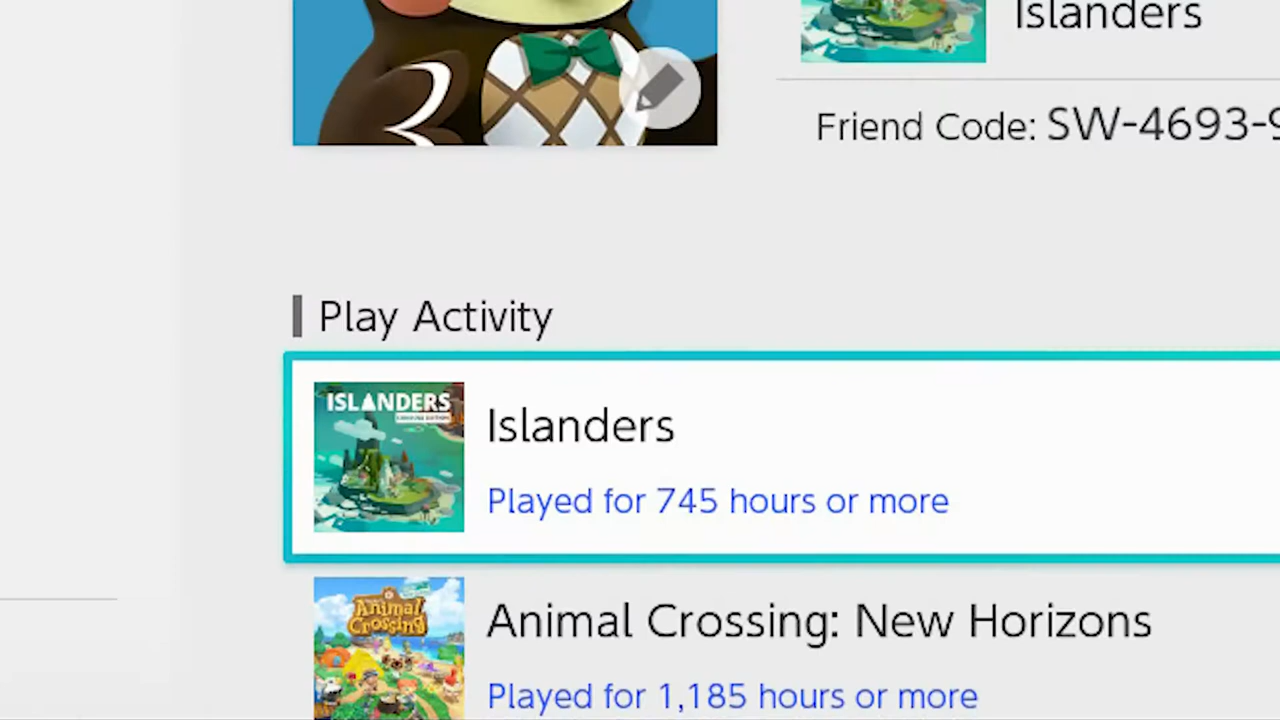 Islanders
Friend Code: SW-4693-9
Play Activity
ISLANDERS
Islanders
Played for 745 hours or more
Animal Crossing
Animal Crossing: New Horizons
Played for 1,185 hours or more